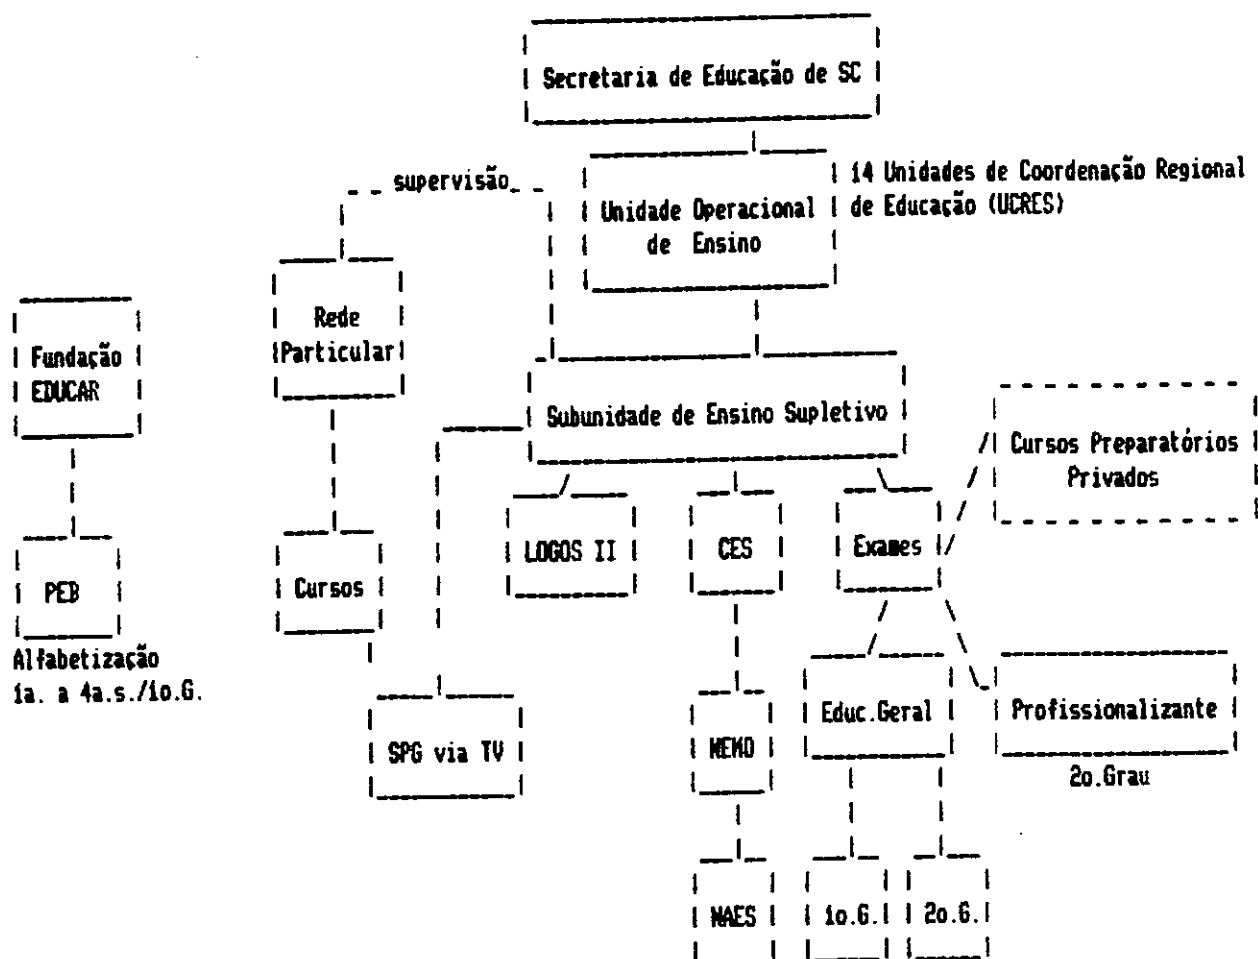 Secretaria de Educação de SC
supervisão
14 Unidades de Coordenação Regional
de Educação (UCRES)
Unidade Operacional
de Ensino
Rede
Particular
Fundação
EDUCAR
Subunidade de Ensino Supletivo
Cursos Preparatórios
Privados
LOGOS II
CES
Exames
PEB
Cursos
Alfabetização
1a. a 4a.s./1o.G.
SPG via TV
NEMO
Educ.Geral
Profissionalizante
2o.Grau
NAES
1o.G.
2o.G.